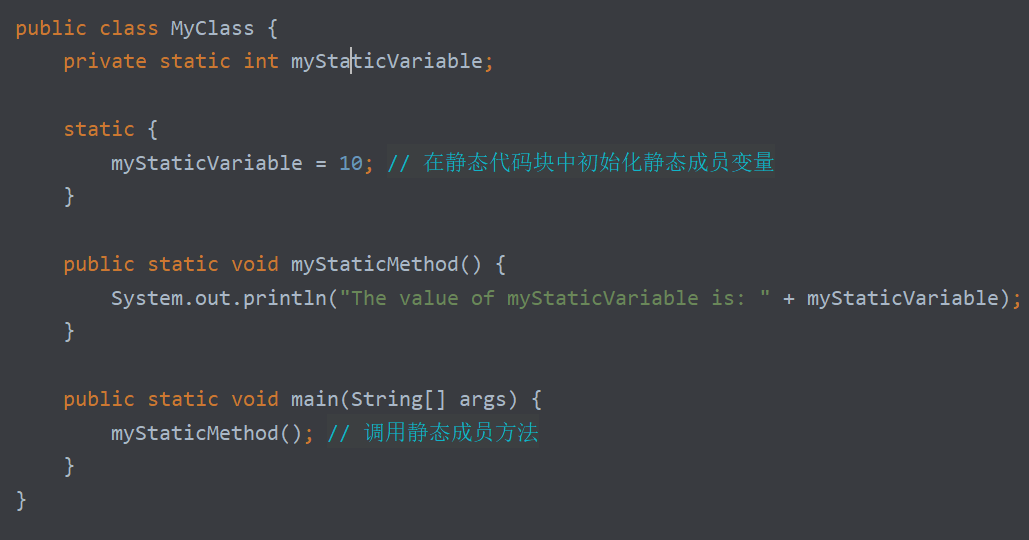 public class MyClass {
private static int myStaticVariable;
static {
myStaticVariable = 10; // 在静态代码块中初始化静态成员变量
}
public static void myStaticMethod() {
System.out.println("The value of myStaticVariable is: " + myStaticVariable);
}
public static void main(String[] args) {
myStaticMethod(); // 调用静态成员方法
}
}